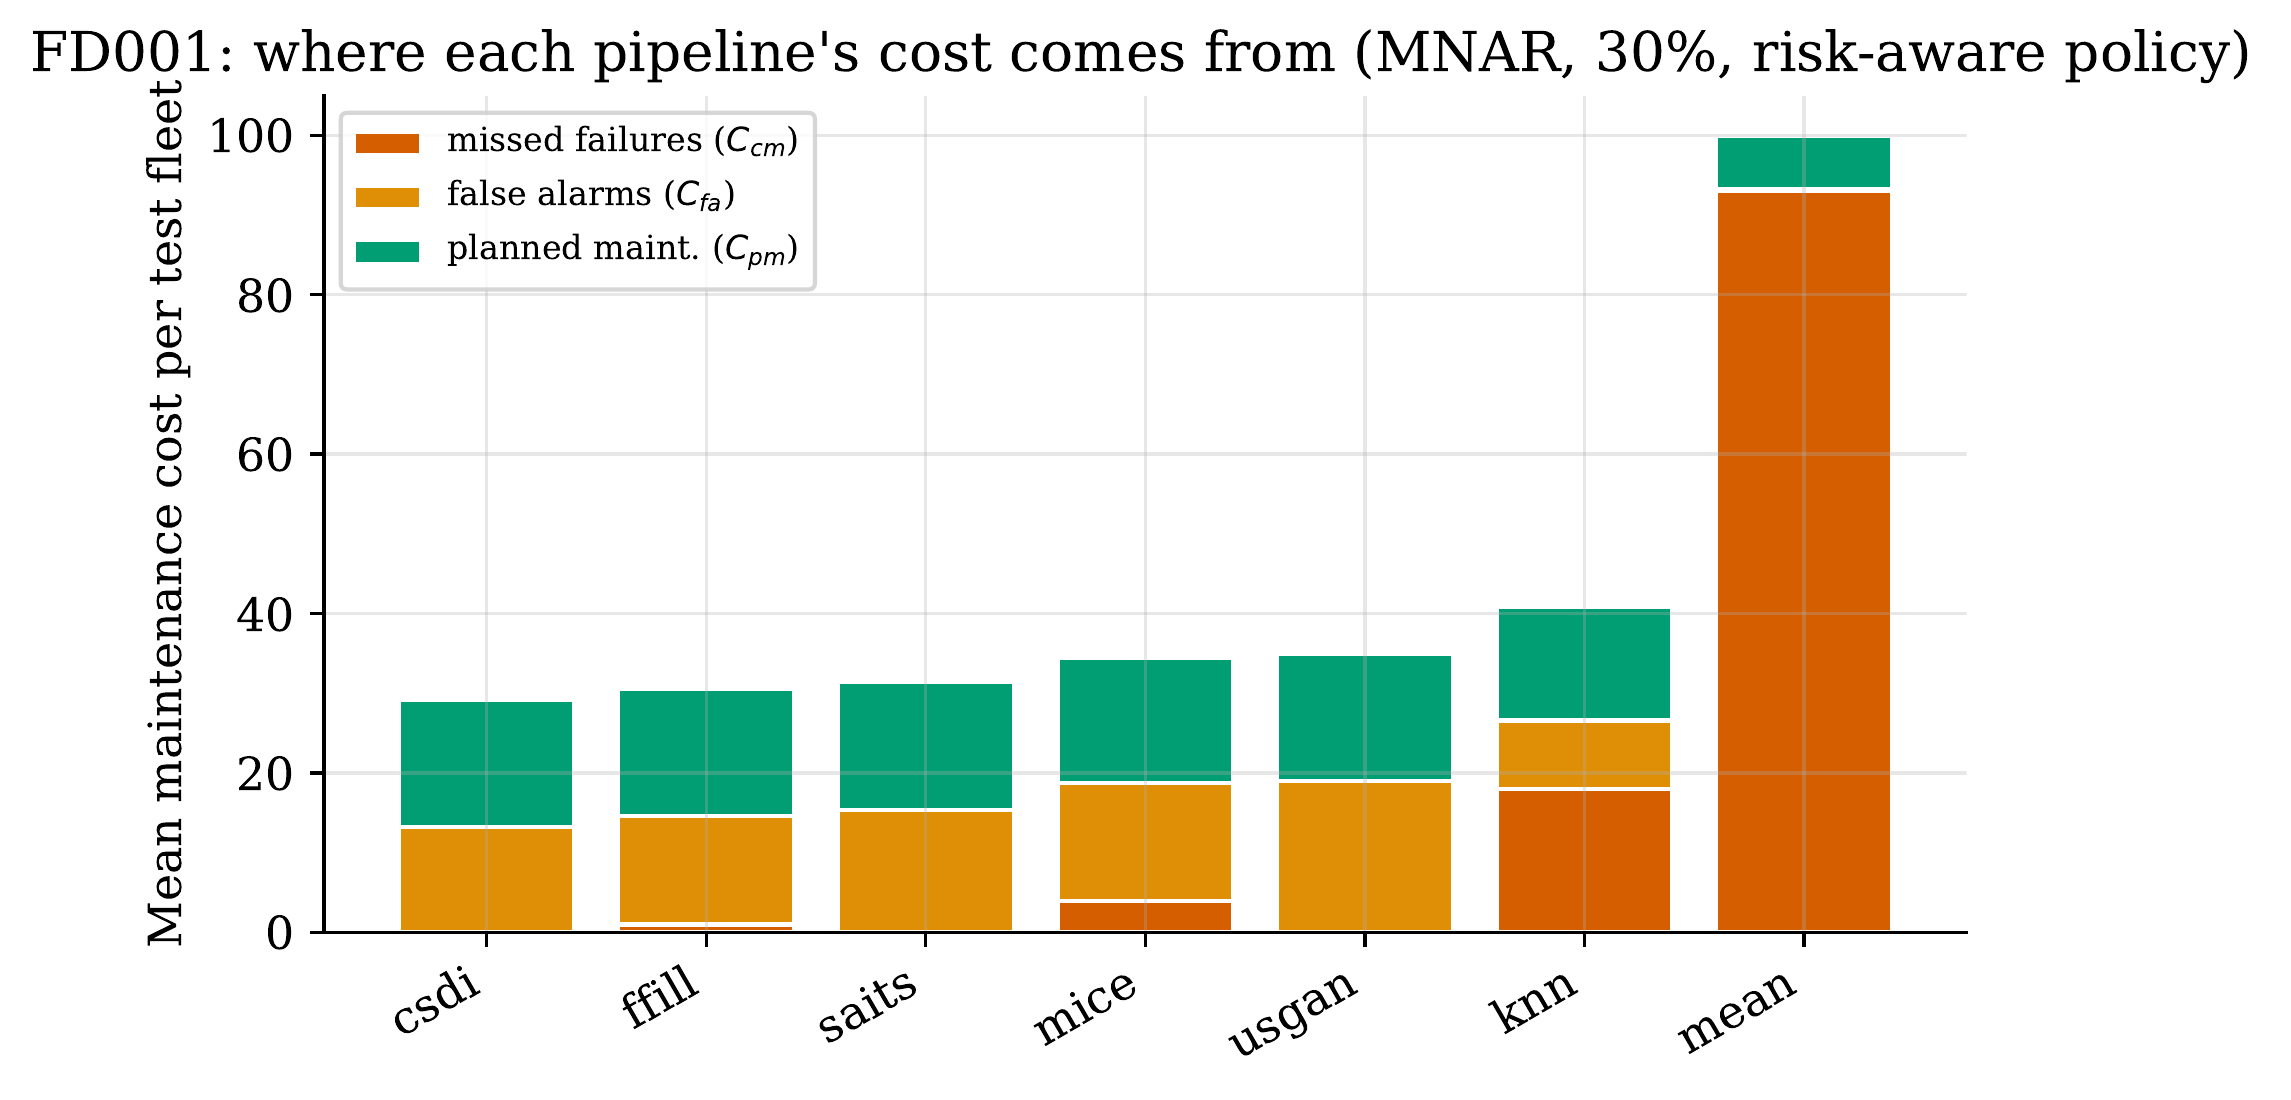 FD001: where each pipeline's cost comes from (MNAR, 30%, risk-aware policy)
Mean maintenance cost per test fleet
100
80
60
40
20
0
missed failures (C_cm)
false alarms (C_fa)
planned maint. (C_pm)
csdi
ffill
saits
mice
usgan
knn
mean